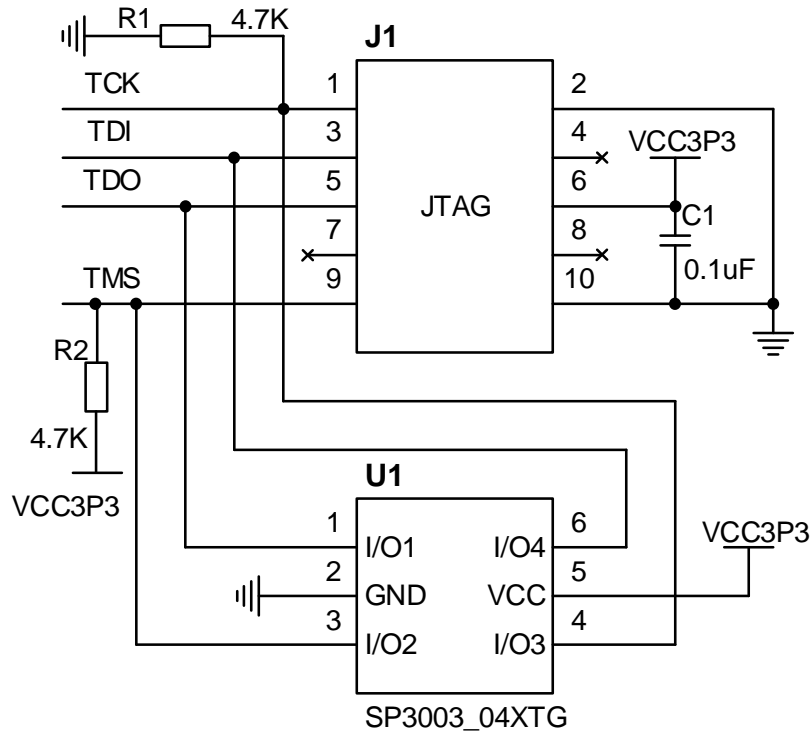 R1 4.7K
J1
TCK 1 2
TDI 3 4 VCC3P3
TDO 5 6
JTAG C1
7 8
TMS 9 10 0.1uF
R2
4.7K
VCC3P3
U1
1 6 VCC3P3
I/O1 I/O4
2 5
GND VCC
3 4
I/O2 I/O3
SP3003_04XTG